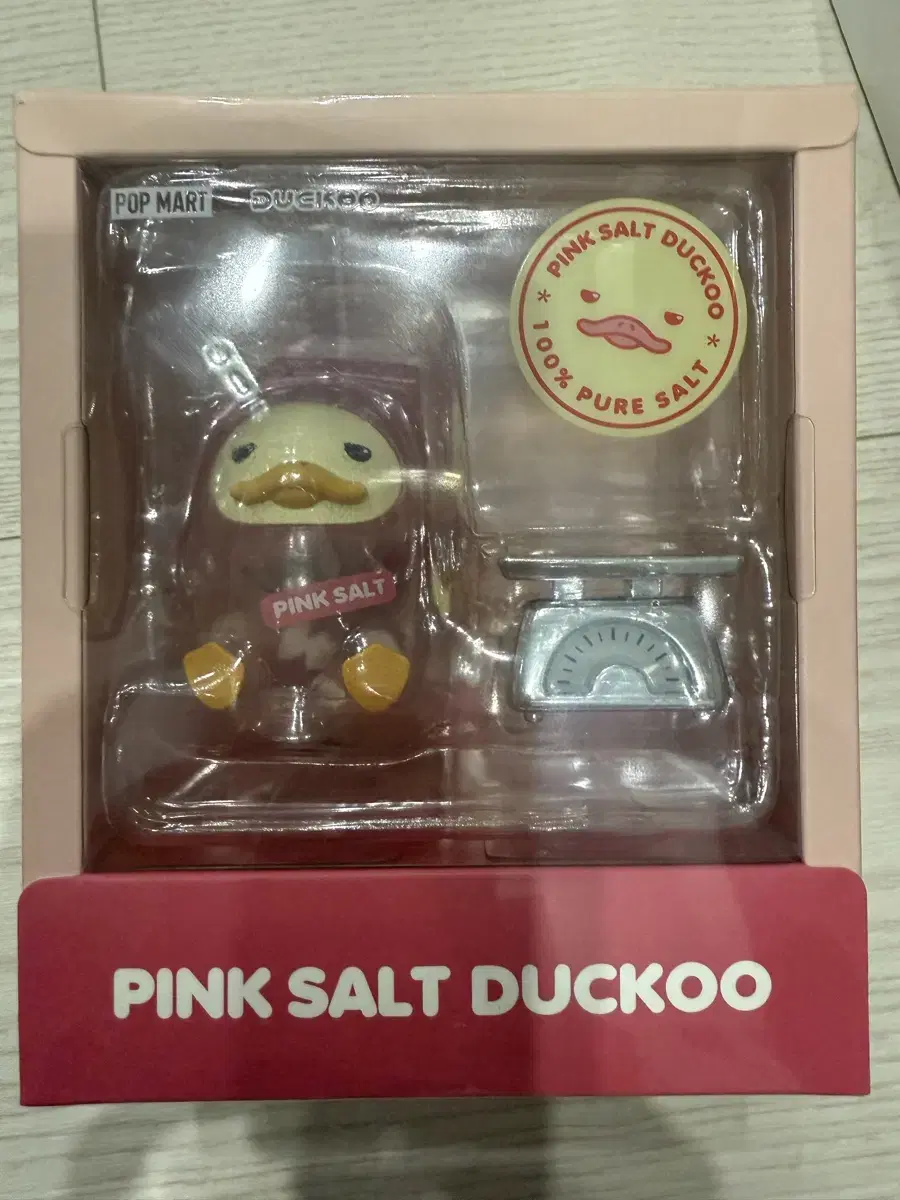 POP MART DUCKOO
PINK SALT DUCKOO
* 100% PURE SALT *
PINK SALT
PINK SALT DUCKOO